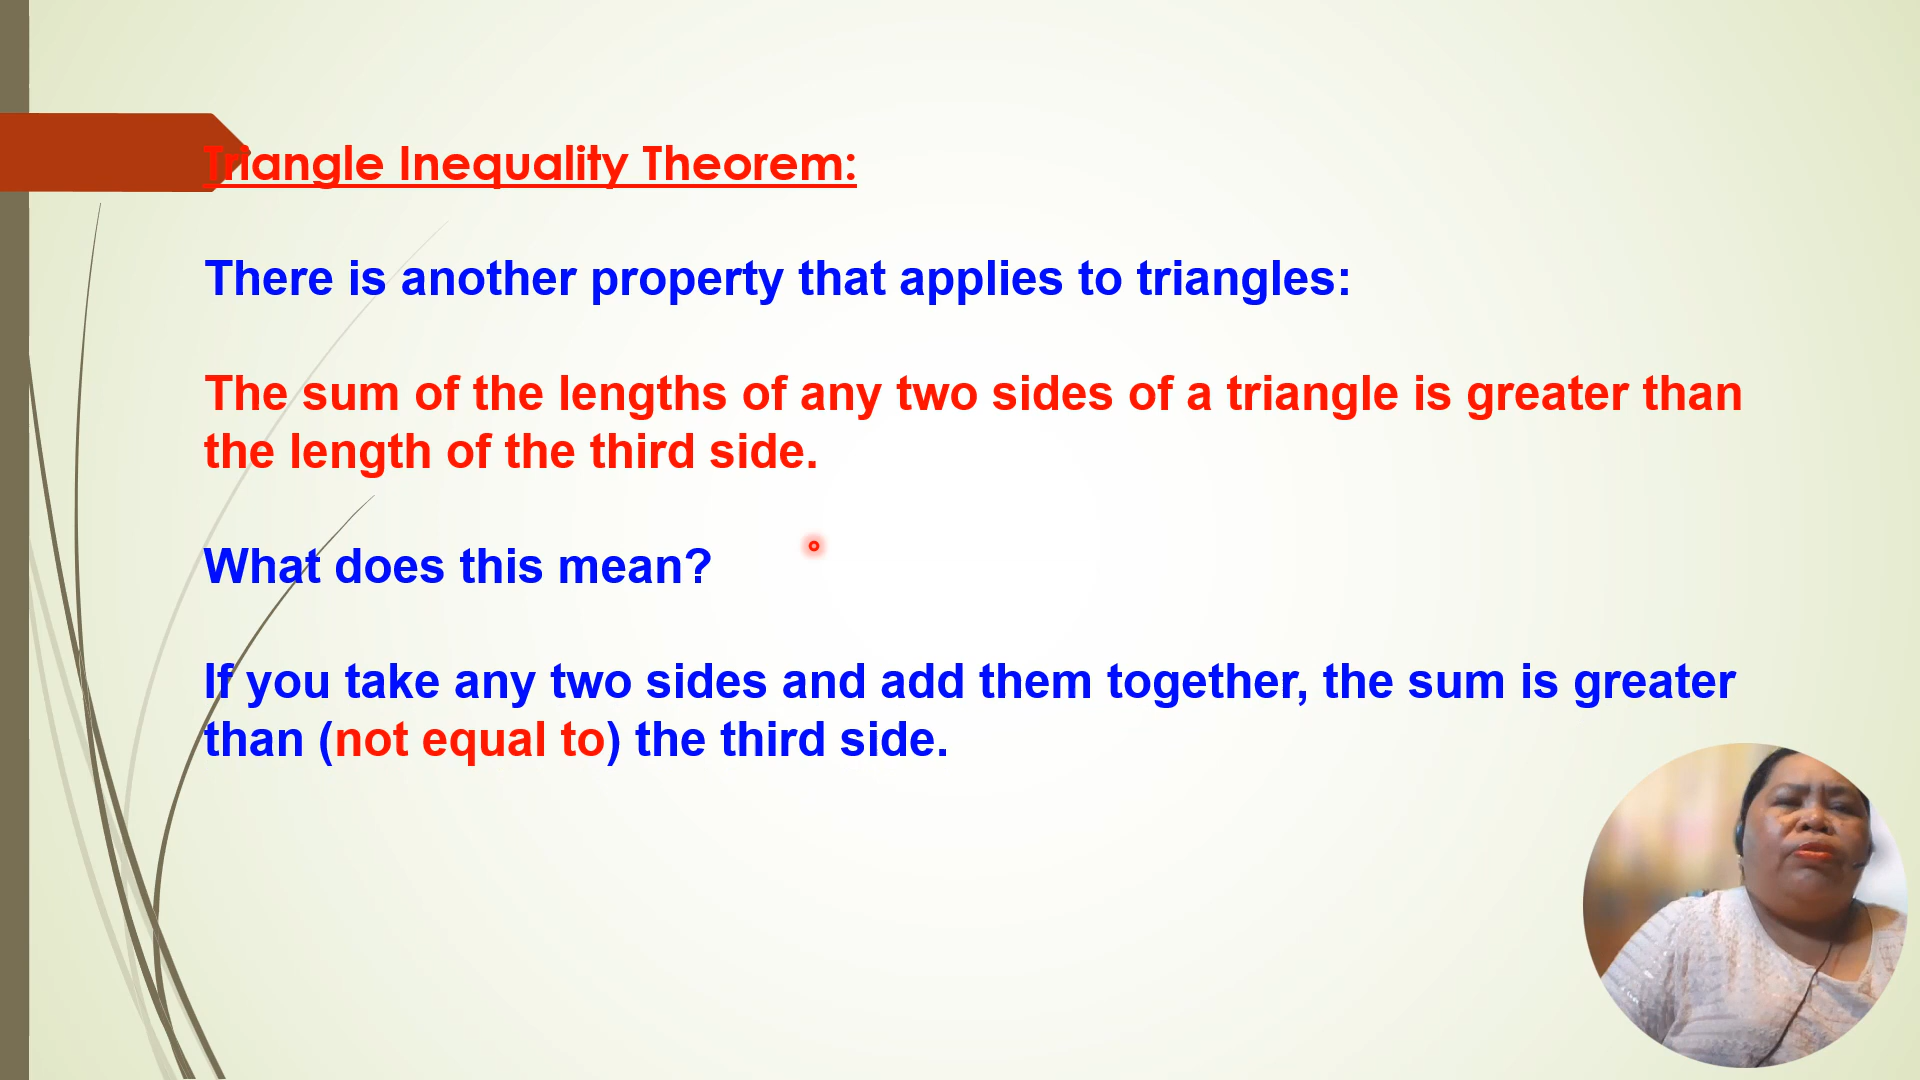 Triangle Inequality Theorem:
There is another property that applies to triangles:
The sum of the lengths of any two sides of a triangle is greater than
the length of the third side.
What does this mean?
If you take any two sides and add them together, the sum is greater
than (not equal to) the third side.